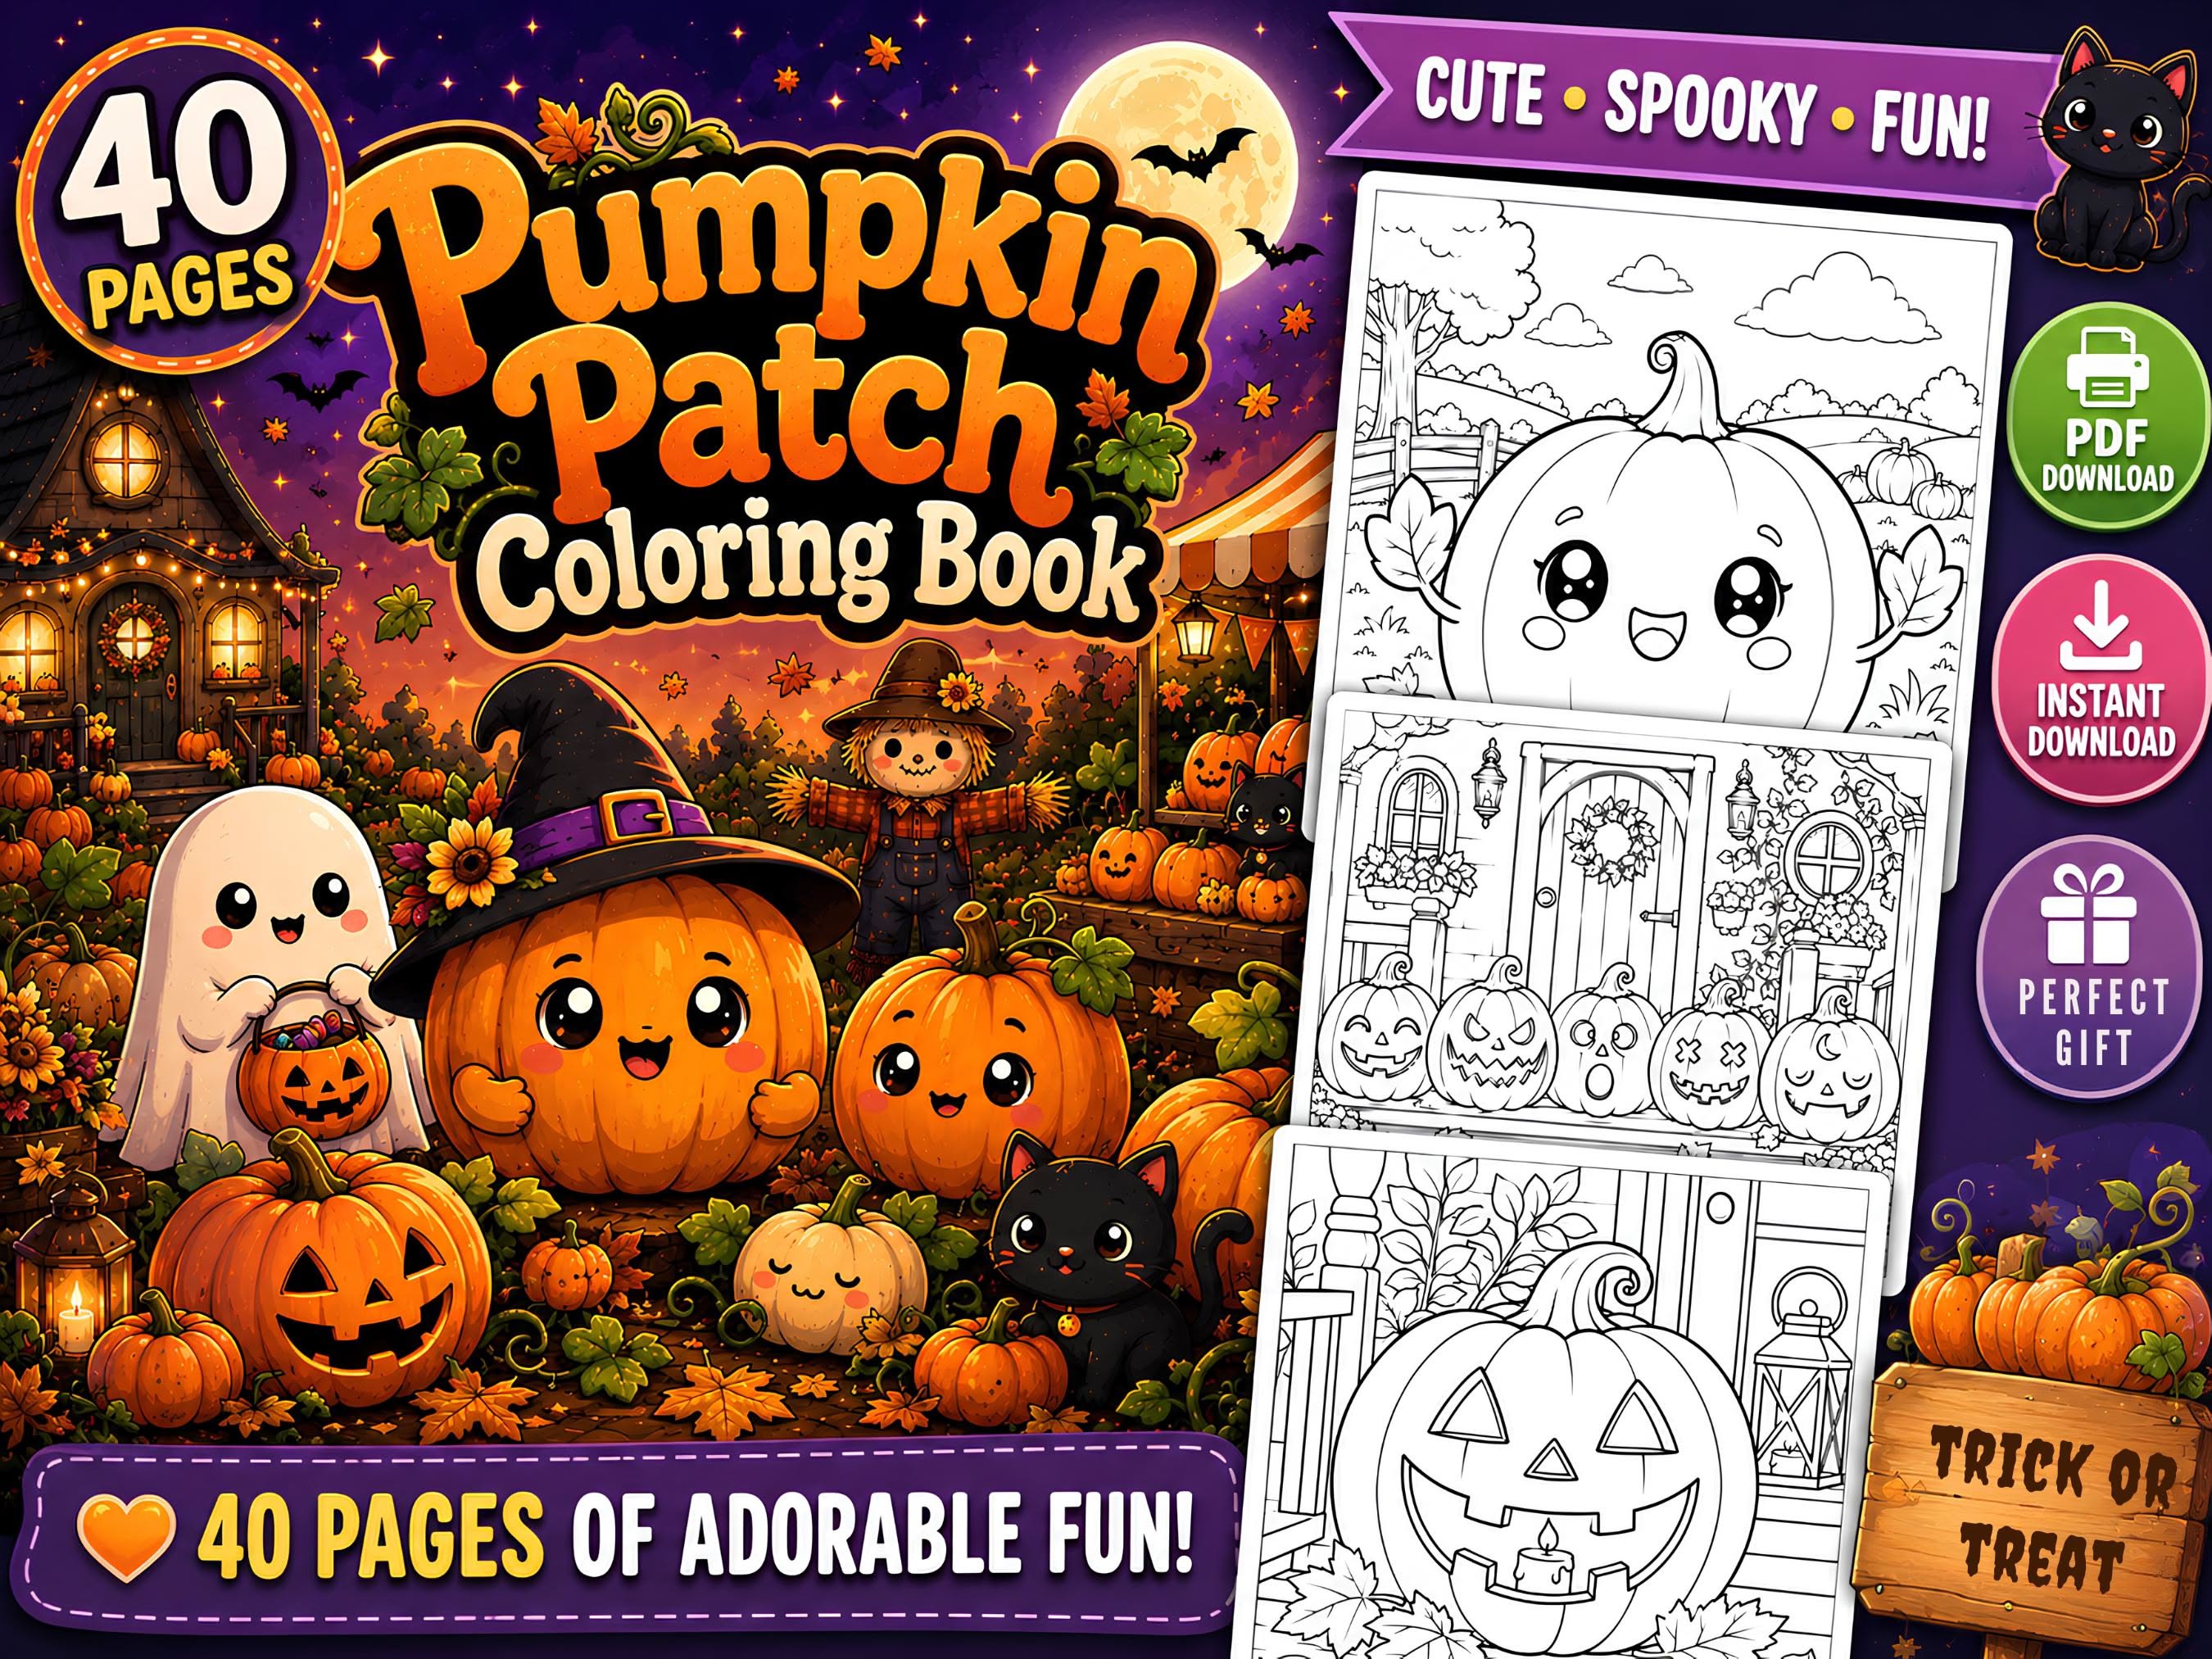 40
PAGES
Pumpkin
Patch
Coloring Book
CUTE • SPOOKY • FUN!
PDF
DOWNLOAD
INSTANT
DOWNLOAD
PERFECT
GIFT
TRICK OR
TREAT
40 PAGES OF ADORABLE FUN!